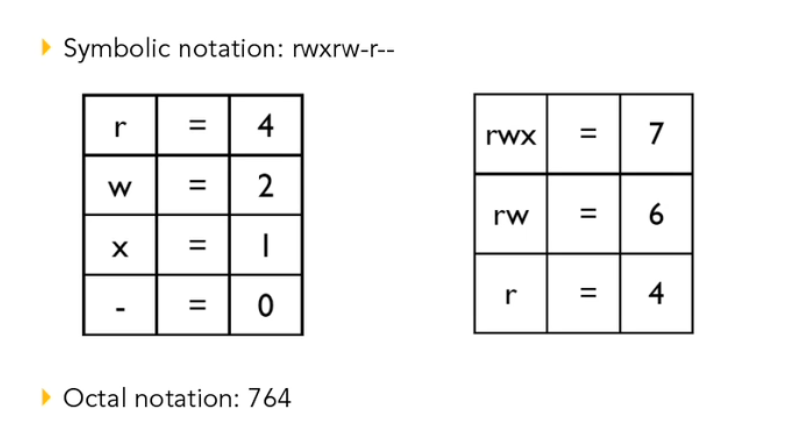 Symbolic notation: rwxrw-r--
r = 4
w = 2
x = 1
- = 0
rwx = 7
rw = 6
r = 4
Octal notation: 764